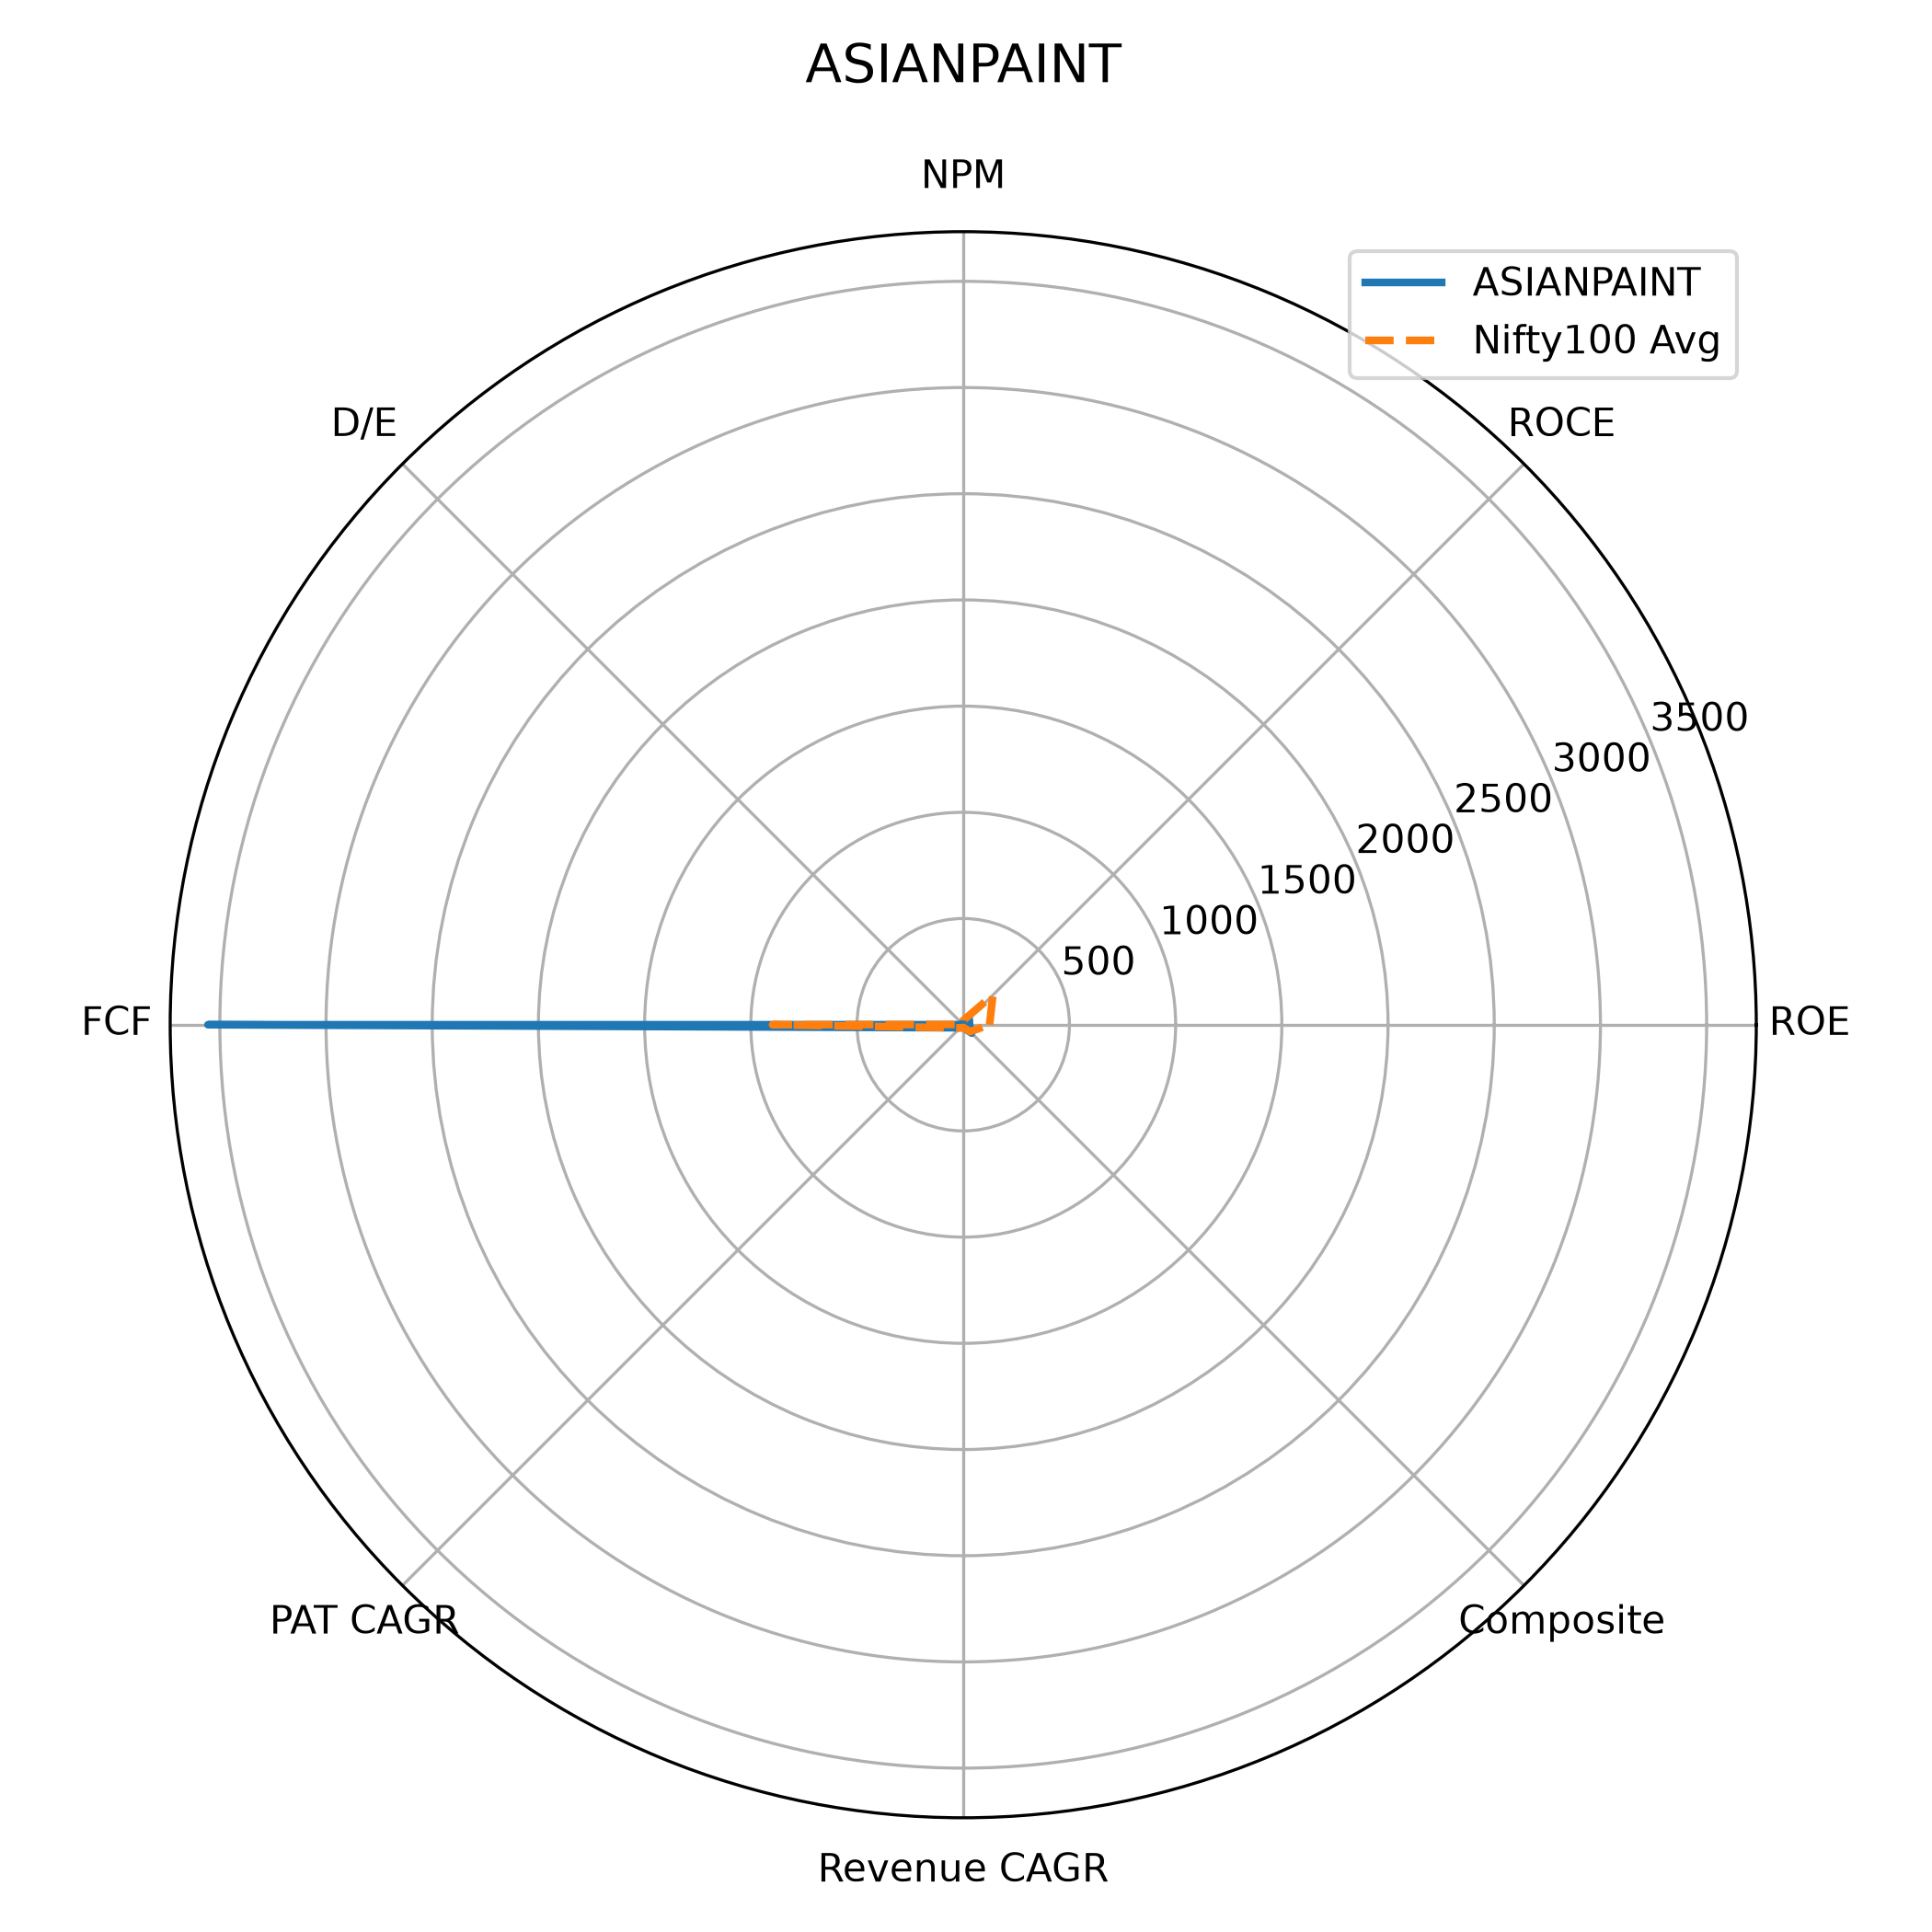 ASIANPAINT
NPM
ASIANPAINT
Nifty100 Avg
D/E
ROCE
3500
3000
2500
2000
1500
1000
500
FCF
ROE
PAT CAGR
Composite
Revenue CAGR